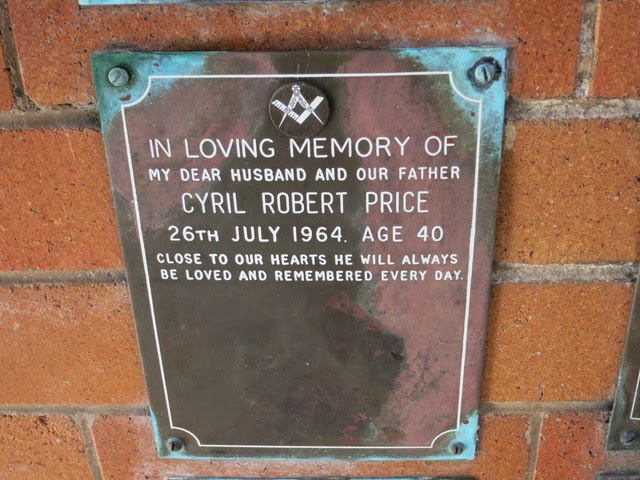 IN LOVING MEMORY OF
MY DEAR HUSBAND AND OUR FATHER
CYRIL ROBERT PRICE
26TH JULY 1964. AGE 40
CLOSE TO OUR HEARTS HE WILL ALWAYS
BE LOVED AND REMEMBERED EVERY DAY.